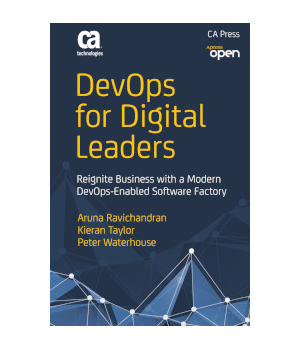 ca
technologies
CA Press
Apress
open
DevOps
for Digital
Leaders
Reignite Business with a Modern
DevOps-Enabled Software Factory
Aruna Ravichandran
Kieran Taylor
Peter Waterhouse